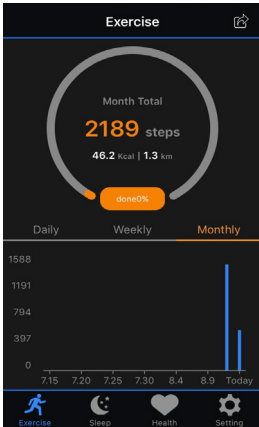 Exercise
Month Total
2189 steps
46.2 Kcal | 1.3 km
done0%
Daily Weekly Monthly
1588
1191
794
397
0
7.15 7.20 7.25 7.30 8.4 8.9 Today
Exercise Sleep Health Setting